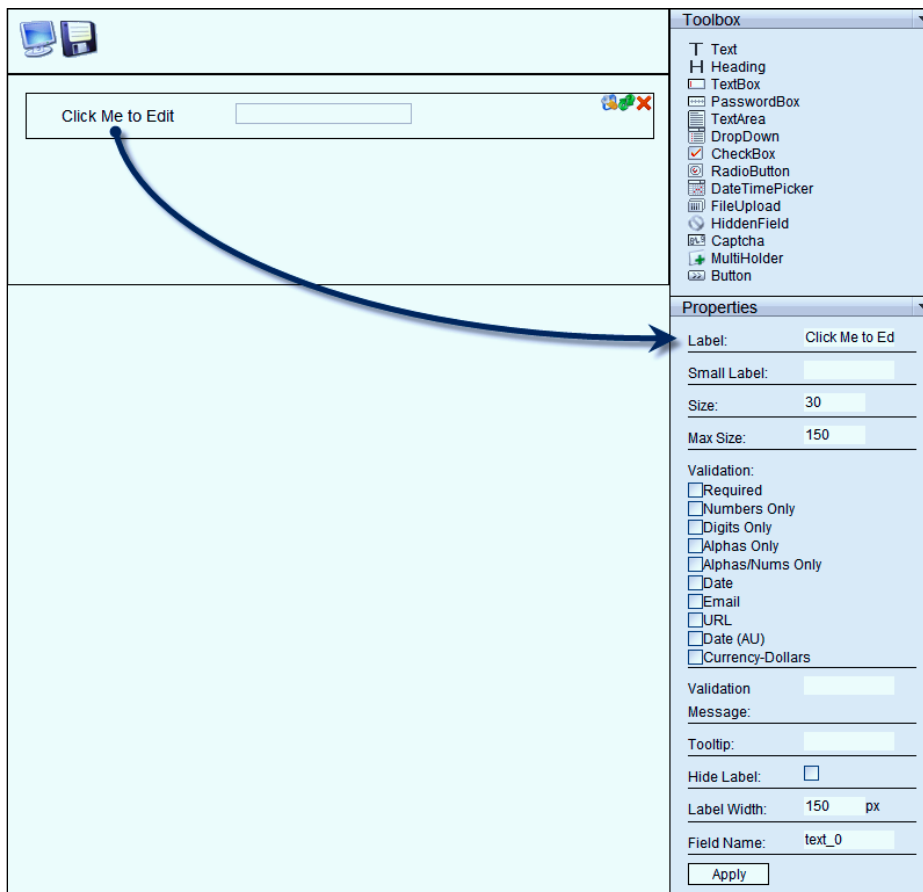 Toolbox
Text
Heading
TextBox
PasswordBox
TextArea
DropDown
CheckBox
RadioButton
DateTimePicker
FileUpload
HiddenField
Captcha
MultiHolder
Button
Click Me to Edit
Properties
Label: Click Me to Ed
Small Label:
Size: 30
Max Size: 150
Validation:
Required
Numbers Only
Digits Only
Alphas Only
Alphas/Nums Only
Date
Email
URL
Date (AU)
Currency-Dollars
Validation
Message:
Tooltip:
Hide Label:
Label Width: 150 px
Field Name: text_0
Apply